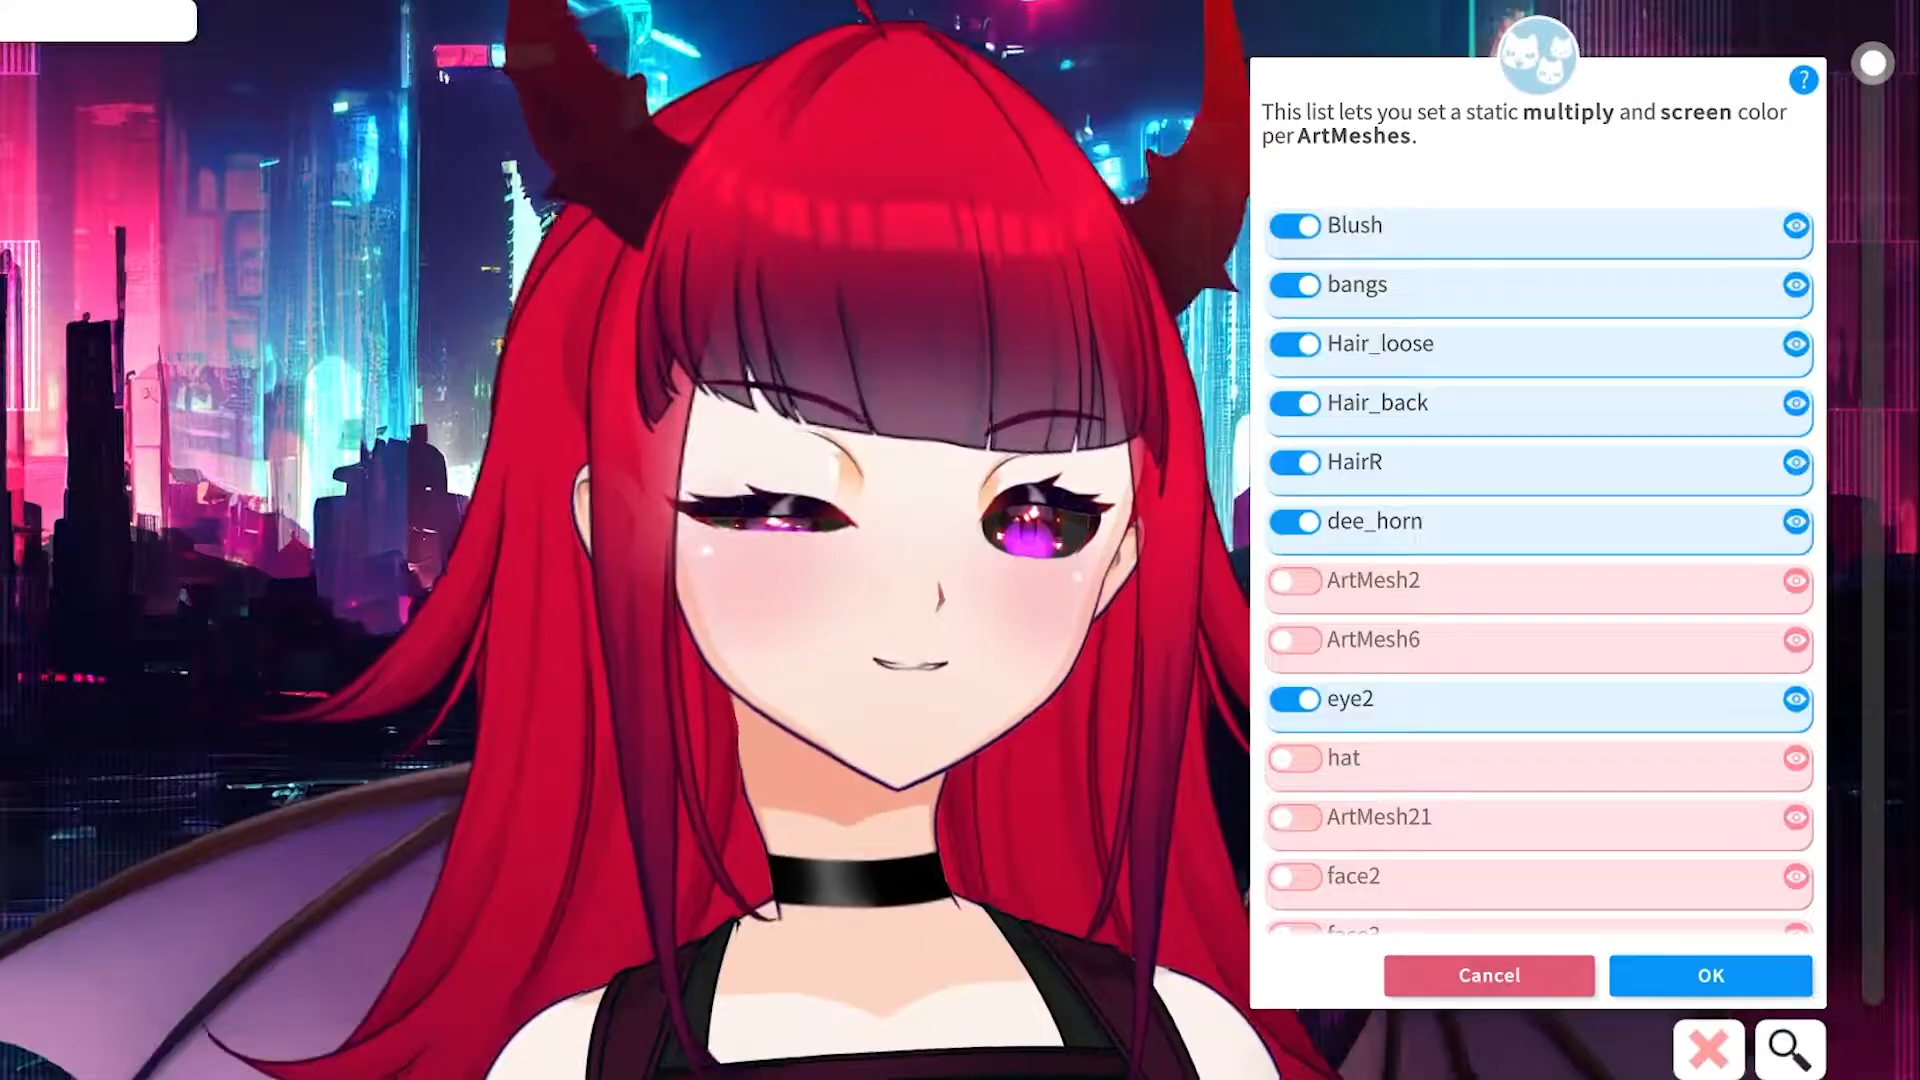 ?
This list lets you set a static multiply and screen color
per ArtMeshes.
Blush
bangs
Hair_loose
Hair_back
HairR
dee_horn
ArtMesh2
ArtMesh6
eye2
hat
ArtMesh21
face2
Cancel
OK